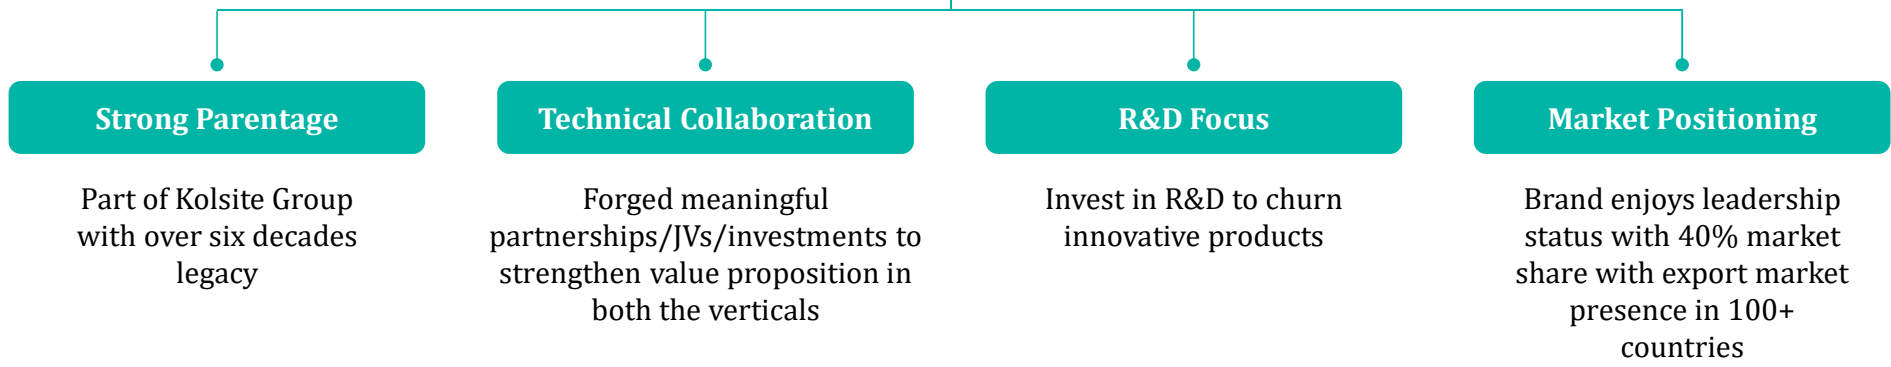 Strong Parentage
Part of Kolsite Group
with over six decades
legacy
Technical Collaboration
Forged meaningful
partnerships/JVs/investments to
strengthen value proposition in
both the verticals
R&D Focus
Invest in R&D to churn
innovative products
Market Positioning
Brand enjoys leadership
status with 40% market
share with export market
presence in 100+
countries